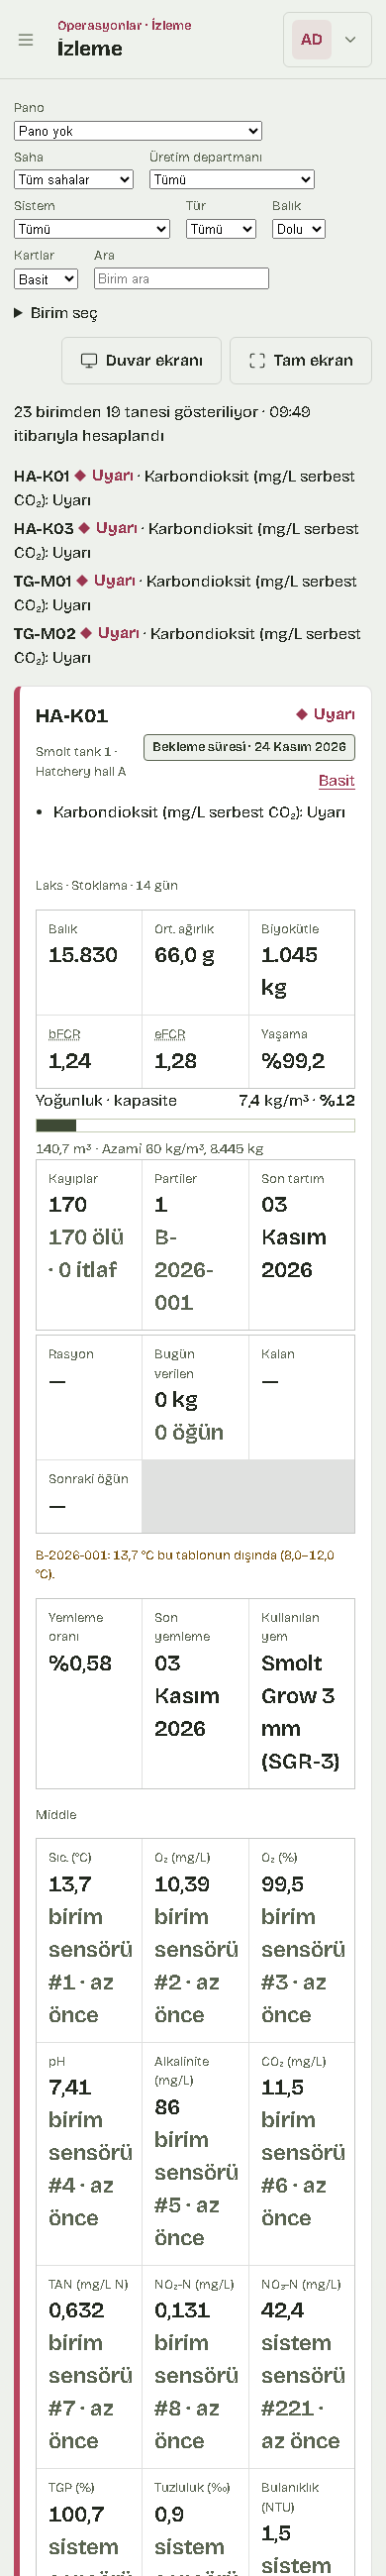 Operasyonlar · İzleme
İzleme
AD
Pano
Pano yok
Saha
Üretim departmanı
Tüm sahalar
Tümü
Sistem
Tür
Balık
Tümü
Tümü
Dolu
Kartlar
Ara
Basit
Birim ara
Birim seç
Duvar ekranı
Tam ekran
23 birimden 19 tanesi gösteriliyor · 09:49
itibarıyla hesaplandı
HA-K01 ◆ Uyarı · Karbondioksit (mg/L serbest
CO₂): Uyarı
HA-K03 ◆ Uyarı · Karbondioksit (mg/L serbest
CO₂): Uyarı
TG-M01 ◆ Uyarı · Karbondioksit (mg/L serbest
CO₂): Uyarı
TG-M02 ◆ Uyarı · Karbondioksit (mg/L serbest
CO₂): Uyarı
HA-K01
◆ Uyarı
Smolt tank 1 ·
Hatchery hall A
Bekleme süresi · 24 Kasım 2026
Basit
• Karbondioksit (mg/L serbest CO₂): Uyarı
Laks · Stoklama · 14 gün
Balık
Ort. ağırlık
Biyokütle
15.830
66,0 g
1.045
kg
bFCR
eFCR
Yaşama
1,24
1,28
%99,2
Yoğunluk · kapasite
7,4 kg/m³ · %12
140,7 m³ · Azami 60 kg/m³, 8.445 kg
Kayıplar
Partiler
Son tartım
170
170 ölü
· 0 itlaf
1
B-
2026-
001
03
Kasım
2026
Rasyon
Bugün
verilen
Kalan
—
0 kg
0 öğün
—
Sonraki öğün
—
B-2026-001: 13,7 °C bu tablonun dışında (8,0–12,0
°C).
Yemleme
oranı
Son
yemleme
Kullanılan
yem
%0,58
03
Kasım
2026
Smolt
Grow 3
mm
(SGR-3)
Middle
Sıc. (°C)
O₂ (mg/L)
O₂ (%)
13,7
birim
sensörü
#1 · az
önce
10,39
birim
sensörü
#2 · az
önce
99,5
birim
sensörü
#3 · az
önce
pH
Alkalinite
(mg/L)
CO₂ (mg/L)
7,41
birim
sensörü
#4 · az
önce
86
birim
sensörü
#5 · az
önce
11,5
birim
sensörü
#6 · az
önce
TAN (mg/L N)
NO₂-N (mg/L)
NO₃-N (mg/L)
0,632
birim
sensörü
#7 · az
önce
0,131
birim
sensörü
#8 · az
önce
42,4
sistem
sensörü
#221 ·
az önce
TGP (%)
Tuzluluk (‰)
Bulanıklık
(NTU)
100,7
sistem
0,9
sistem
1,5
sistem